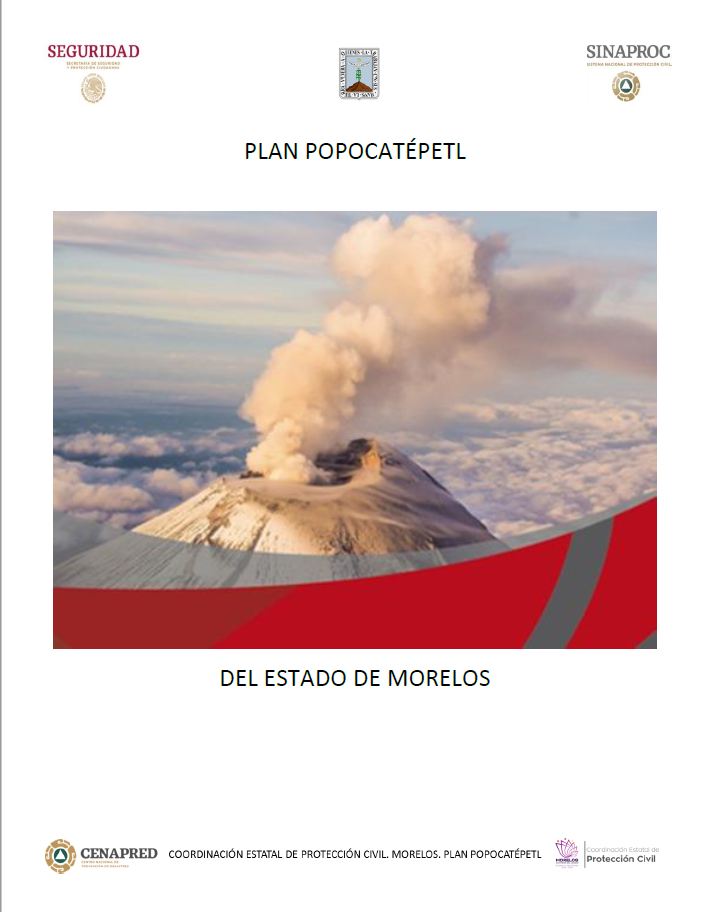 SEGURIDAD
SECRETARÍA DE SEGURIDAD
Y PROTECCIÓN CIUDADANA
SINAPROC
SISTEMA NACIONAL DE PROTECCIÓN CIVIL
PLAN POPOCATÉPETL
DEL ESTADO DE MORELOS
CENAPRED
CENTRO NACIONAL DE
PREVENCIÓN DE DESASTRES
COORDINACIÓN ESTATAL DE PROTECCIÓN CIVIL. MORELOS. PLAN POPOCATÉPETL
MORELOS
Coordinación Estatal de
Protección Civil